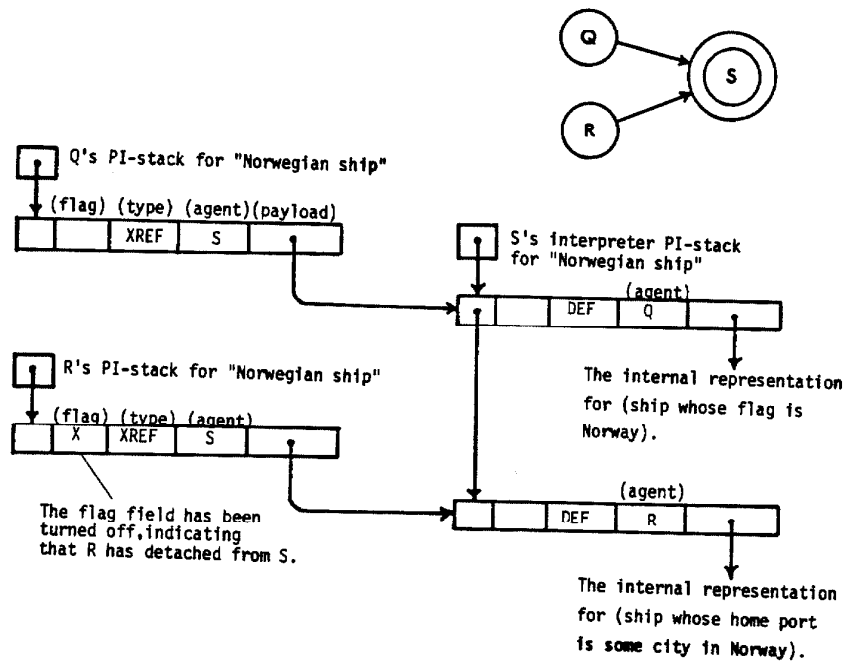 Q
S
R
Q's PI-stack for "Norwegian ship"
(flag) (type) (agent)(payload)
XREF S
S's interpreter PI-stack
for "Norwegian ship"
(agent)
DEF Q
The internal representation
for (ship whose flag is
Norway).
R's PI-stack for "Norwegian ship"
(flag) (type) (agent)
X XREF S
The flag field has been
turned off,indicating
that R has detached from S.
(agent)
DEF R
The internal representation
for (ship whose home port
is some city in Norway).